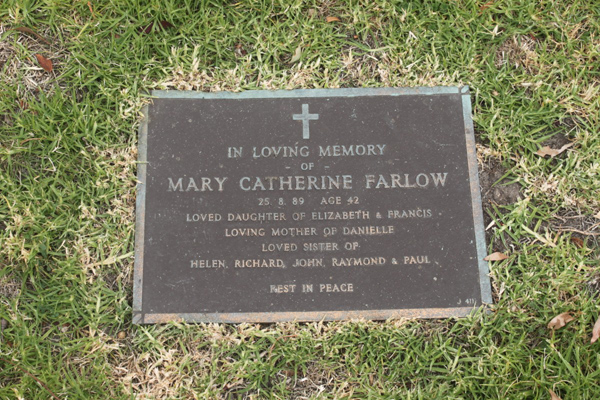 IN LOVING MEMORY
- OF -
MARY CATHERINE FARLOW
25. 8. 89 AGE 42
LOVED DAUGHTER OF ELIZABETH & FRANCIS
LOVING MOTHER OF DANIELLE
LOVED SISTER OF
HELEN, RICHARD, JOHN, RAYMOND & PAUL
REST IN PEACE
J 411